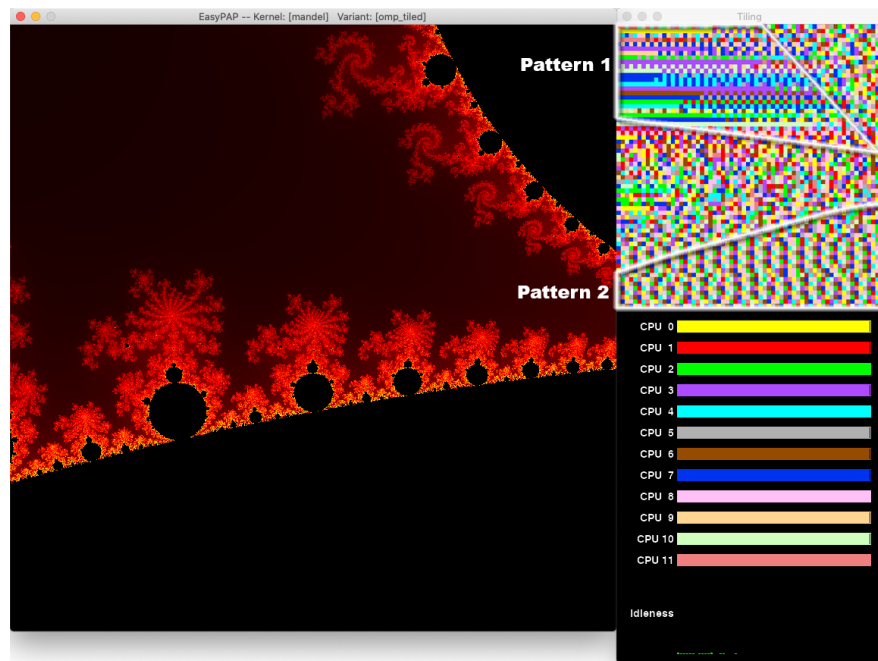 EasyPAP -- Kernel: [mandel]   Variant: [omp_tiled]
Tiling
Pattern 1
Pattern 2
CPU 0
CPU 1
CPU 2
CPU 3
CPU 4
CPU 5
CPU 6
CPU 7
CPU 8
CPU 9
CPU 10
CPU 11
Idleness